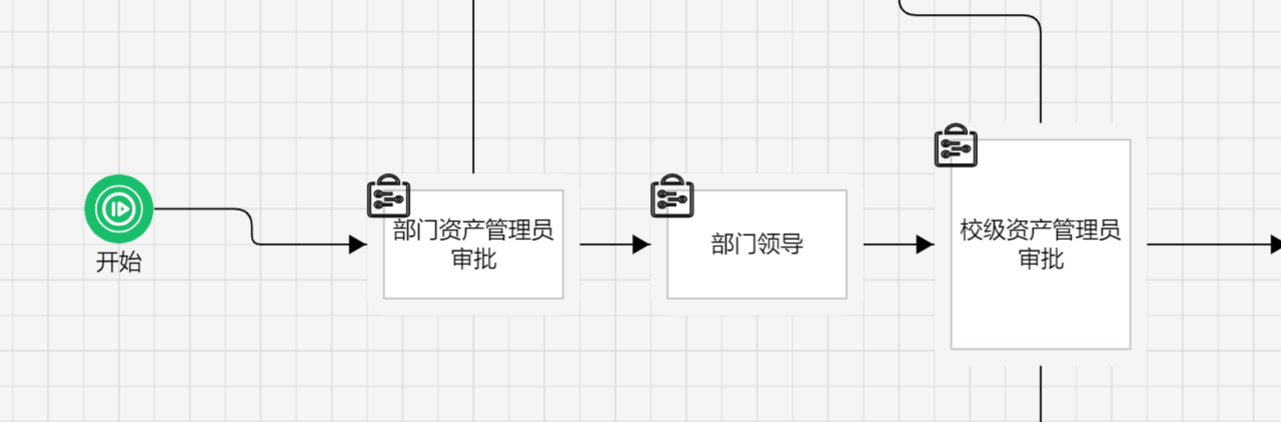 开始
部门资产管理员
审批
部门领导
校级资产管理员
审批